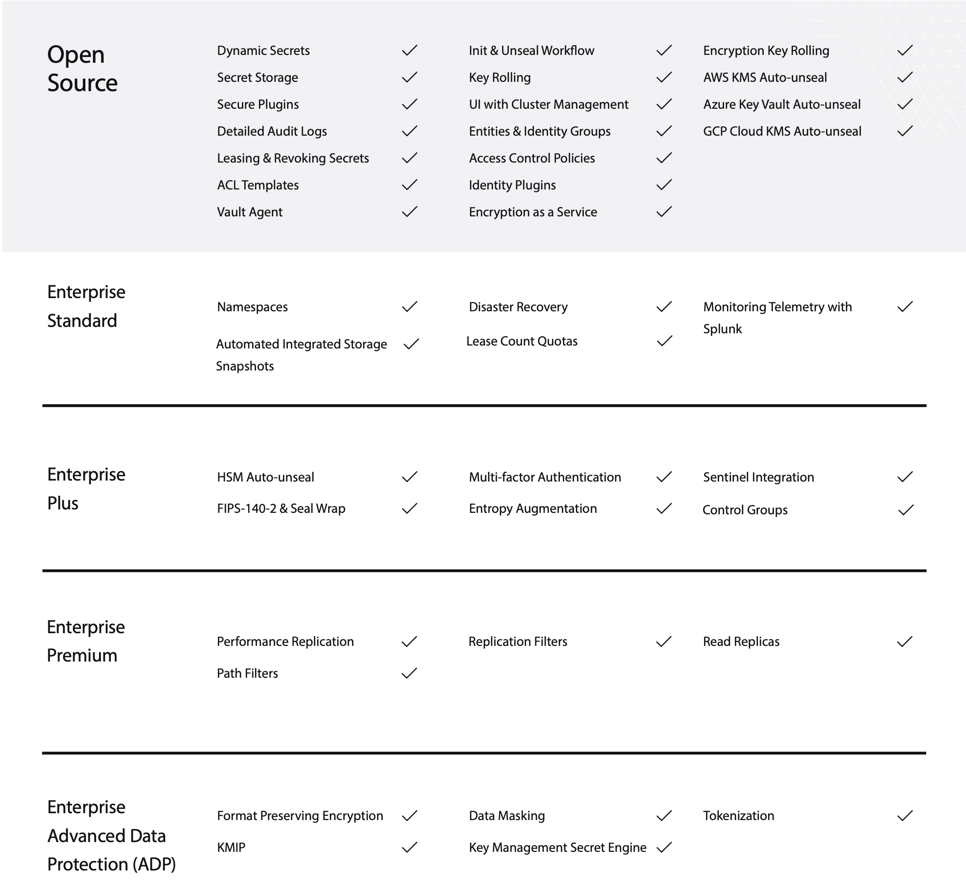 Open
Source
Dynamic Secrets
Init & Unseal Workflow
Encryption Key Rolling
Secret Storage
Key Rolling
AWS KMS Auto-unseal
Secure Plugins
UI with Cluster Management
Azure Key Vault Auto-unseal
Detailed Audit Logs
Entities & Identity Groups
GCP Cloud KMS Auto-unseal
Leasing & Revoking Secrets
Access Control Policies
ACL Templates
Identity Plugins
Vault Agent
Encryption as a Service
Enterprise
Standard
Namespaces
Disaster Recovery
Monitoring Telemetry with
Splunk
Automated Integrated Storage
Snapshots
Lease Count Quotas
Enterprise
Plus
HSM Auto-unseal
Multi-factor Authentication
Sentinel Integration
FIPS-140-2 & Seal Wrap
Entropy Augmentation
Control Groups
Enterprise
Premium
Performance Replication
Replication Filters
Read Replicas
Path Filters
Enterprise
Advanced Data
Protection (ADP)
Format Preserving Encryption
Data Masking
Tokenization
KMIP
Key Management Secret Engine